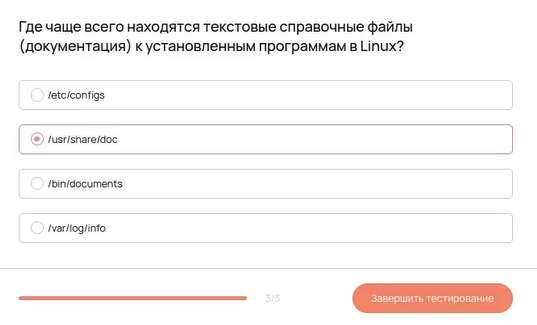 Где чаще всего находятся текстовые справочные файлы
(документация) к установленным программам в Linux?
/etc/configs
/usr/share/doc
/bin/documents
/var/log/info
3/3
Завершить тестирование